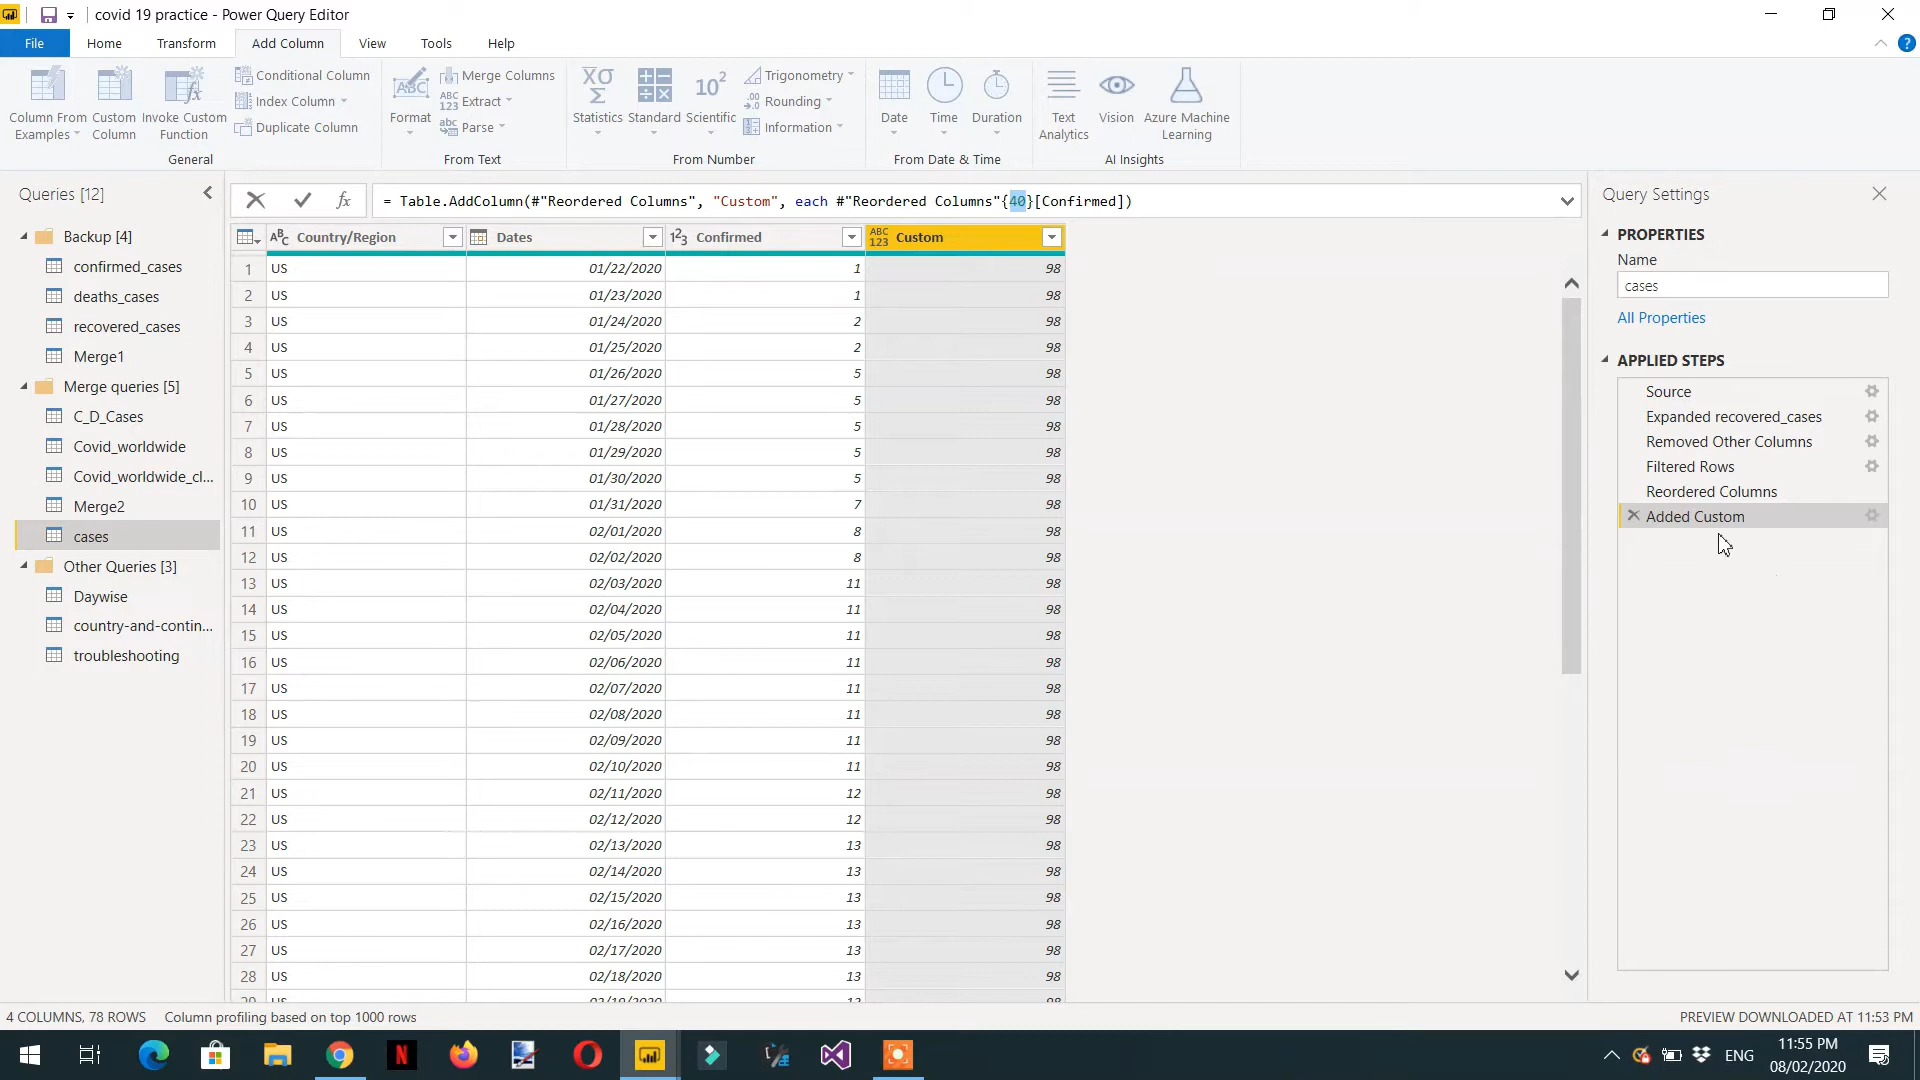 covid 19 practice - Power Query Editor
File Home Transform Add Column View Tools Help
Column From Examples
Custom Column
Invoke Custom Function
Conditional Column
Index Column
Duplicate Column
General
Format
Merge Columns
Extract
Parse
From Text
Statistics
Standard
Scientific
Trigonometry
Rounding
Information
From Number
Date
Time
Duration
From Date & Time
Text Analytics
Vision
Azure Machine Learning
AI Insights
Queries [12]
Backup [4]
confirmed_cases
deaths_cases
recovered_cases
Merge1
Merge queries [5]
C_D_Cases
Covid_worldwide
Covid_worldwide_cl...
Merge2
cases
Other Queries [3]
Daywise
country-and-contin...
troubleshooting
= Table.AddColumn(#"Reordered Columns", "Custom", each #"Reordered Columns"{40}[Confirmed])
Country/Region Dates Confirmed Custom
1 US 01/22/2020 1 98
2 US 01/23/2020 1 98
3 US 01/24/2020 2 98
4 US 01/25/2020 2 98
5 US 01/26/2020 5 98
6 US 01/27/2020 5 98
7 US 01/28/2020 5 98
8 US 01/29/2020 5 98
9 US 01/30/2020 5 98
10 US 01/31/2020 7 98
11 US 02/01/2020 8 98
12 US 02/02/2020 8 98
13 US 02/03/2020 11 98
14 US 02/04/2020 11 98
15 US 02/05/2020 11 98
16 US 02/06/2020 11 98
17 US 02/07/2020 11 98
18 US 02/08/2020 11 98
19 US 02/09/2020 11 98
20 US 02/10/2020 11 98
21 US 02/11/2020 12 98
22 US 02/12/2020 12 98
23 US 02/13/2020 13 98
24 US 02/14/2020 13 98
25 US 02/15/2020 13 98
26 US 02/16/2020 13 98
27 US 02/17/2020 13 98
28 US 02/18/2020 13 98
Query Settings
PROPERTIES
Name
cases
All Properties
APPLIED STEPS
Source
Expanded recovered_cases
Removed Other Columns
Filtered Rows
Reordered Columns
Added Custom
4 COLUMNS, 78 ROWS Column profiling based on top 1000 rows
PREVIEW DOWNLOADED AT 11:53 PM
ENG
11:55 PM
08/02/2020